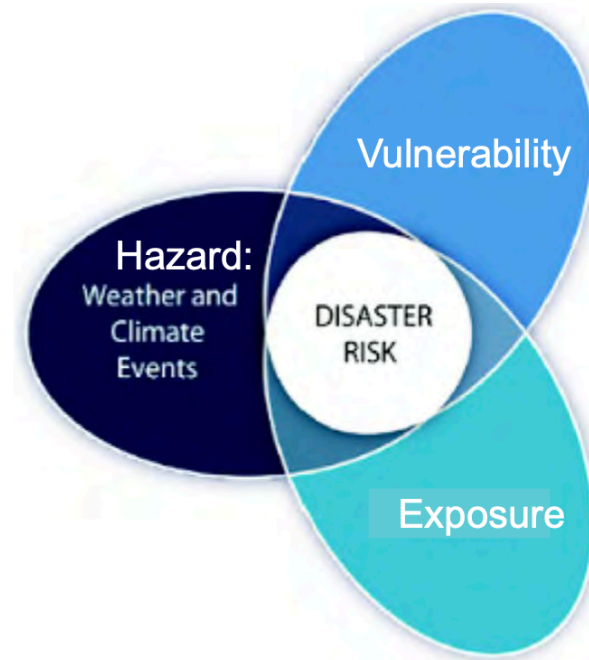 Vulnerability
Hazard:
Weather and
Climate
Events
DISASTER
RISK
Exposure